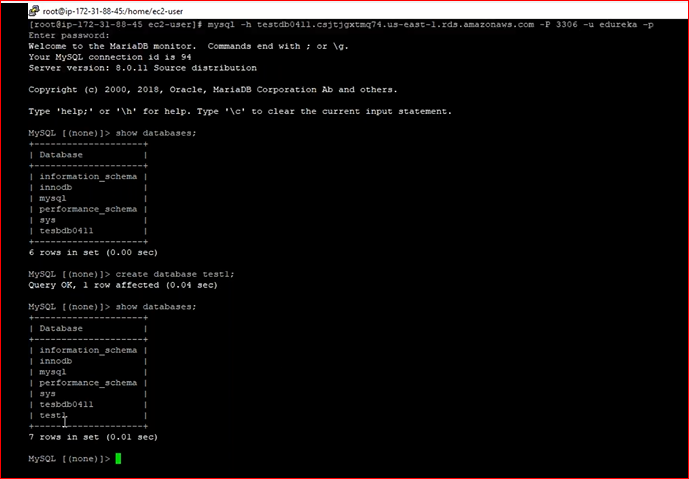 root@ip-172-31-88-45:/home/ec2-user
[root@ip-172-31-88-45 ec2-user]# mysql -h testdb0411.csjtjgxtmq74.us-east-1.rds.amazonaws.com -P 3306 -u edureka -p
Enter password:
Welcome to the MariaDB monitor.  Commands end with ; or \g.
Your MySQL connection id is 94
Server version: 8.0.11 Source distribution
Copyright (c) 2000, 2018, Oracle, MariaDB Corporation Ab and others.
Type 'help;' or '\h' for help. Type '\c' to clear the current input statement.
MySQL [(none)]> show databases;
+--------------------+
| Database           |
+--------------------+
| information_schema |
| innodb             |
| mysql              |
| performance_schema |
| sys                |
| tesbdb0411         |
+--------------------+
6 rows in set (0.00 sec)
MySQL [(none)]> create database test1;
Query OK, 1 row affected (0.04 sec)
MySQL [(none)]> show databases;
+--------------------+
| Database           |
+--------------------+
| information_schema |
| innodb             |
| mysql              |
| performance_schema |
| sys                |
| tesbdb0411         |
| test1              |
+--------------------+
7 rows in set (0.01 sec)
MySQL [(none)]>